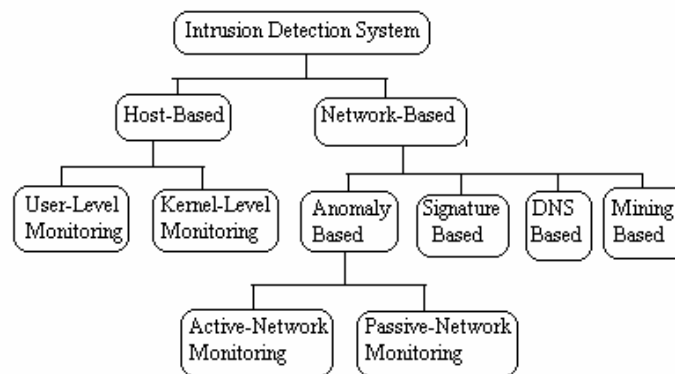 Intrusion Detection System
Host-Based
Network-Based
User-Level
Monitoring
Kernel-Level
Monitoring
Anomaly
Based
Signature
Based
DNS
Based
Mining
Based
Active-Network
Monitoring
Passive-Network
Monitoring